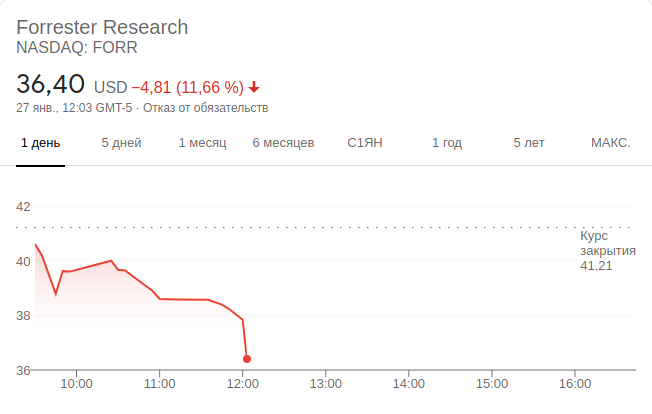 Forrester Research
NASDAQ: FORR
36,40 USD −4,81 (11,66 %)
27 янв., 12:03 GMT-5 · Отказ от обязательств
1 день 5 дней 1 месяц 6 месяцев С1ЯН 1 год 5 лет МАКС.
42
Курс
закрытия
41,21
40
38
36
10:00 11:00 12:00 13:00 14:00 15:00 16:00